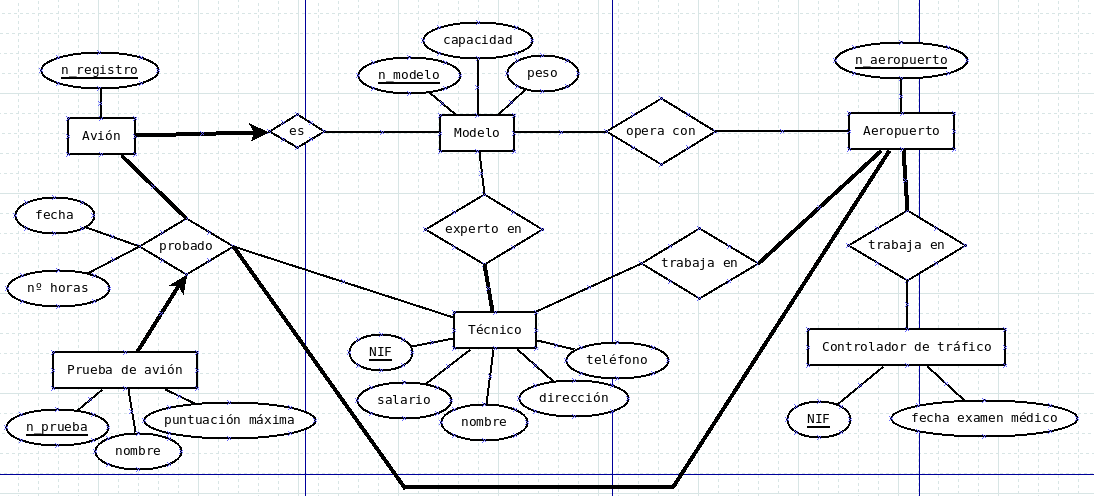 capacidad
n_registro
n_modelo
peso
n_aeropuerto
Avión
es
Modelo
opera con
Aeropuerto
fecha
probado
experto en
trabaja en
trabaja en
nº horas
Técnico
Prueba de avión
NIF
teléfono
Controlador de tráfico
salario
dirección
n_prueba
puntuación máxima
nombre
nombre
NIF
fecha examen médico